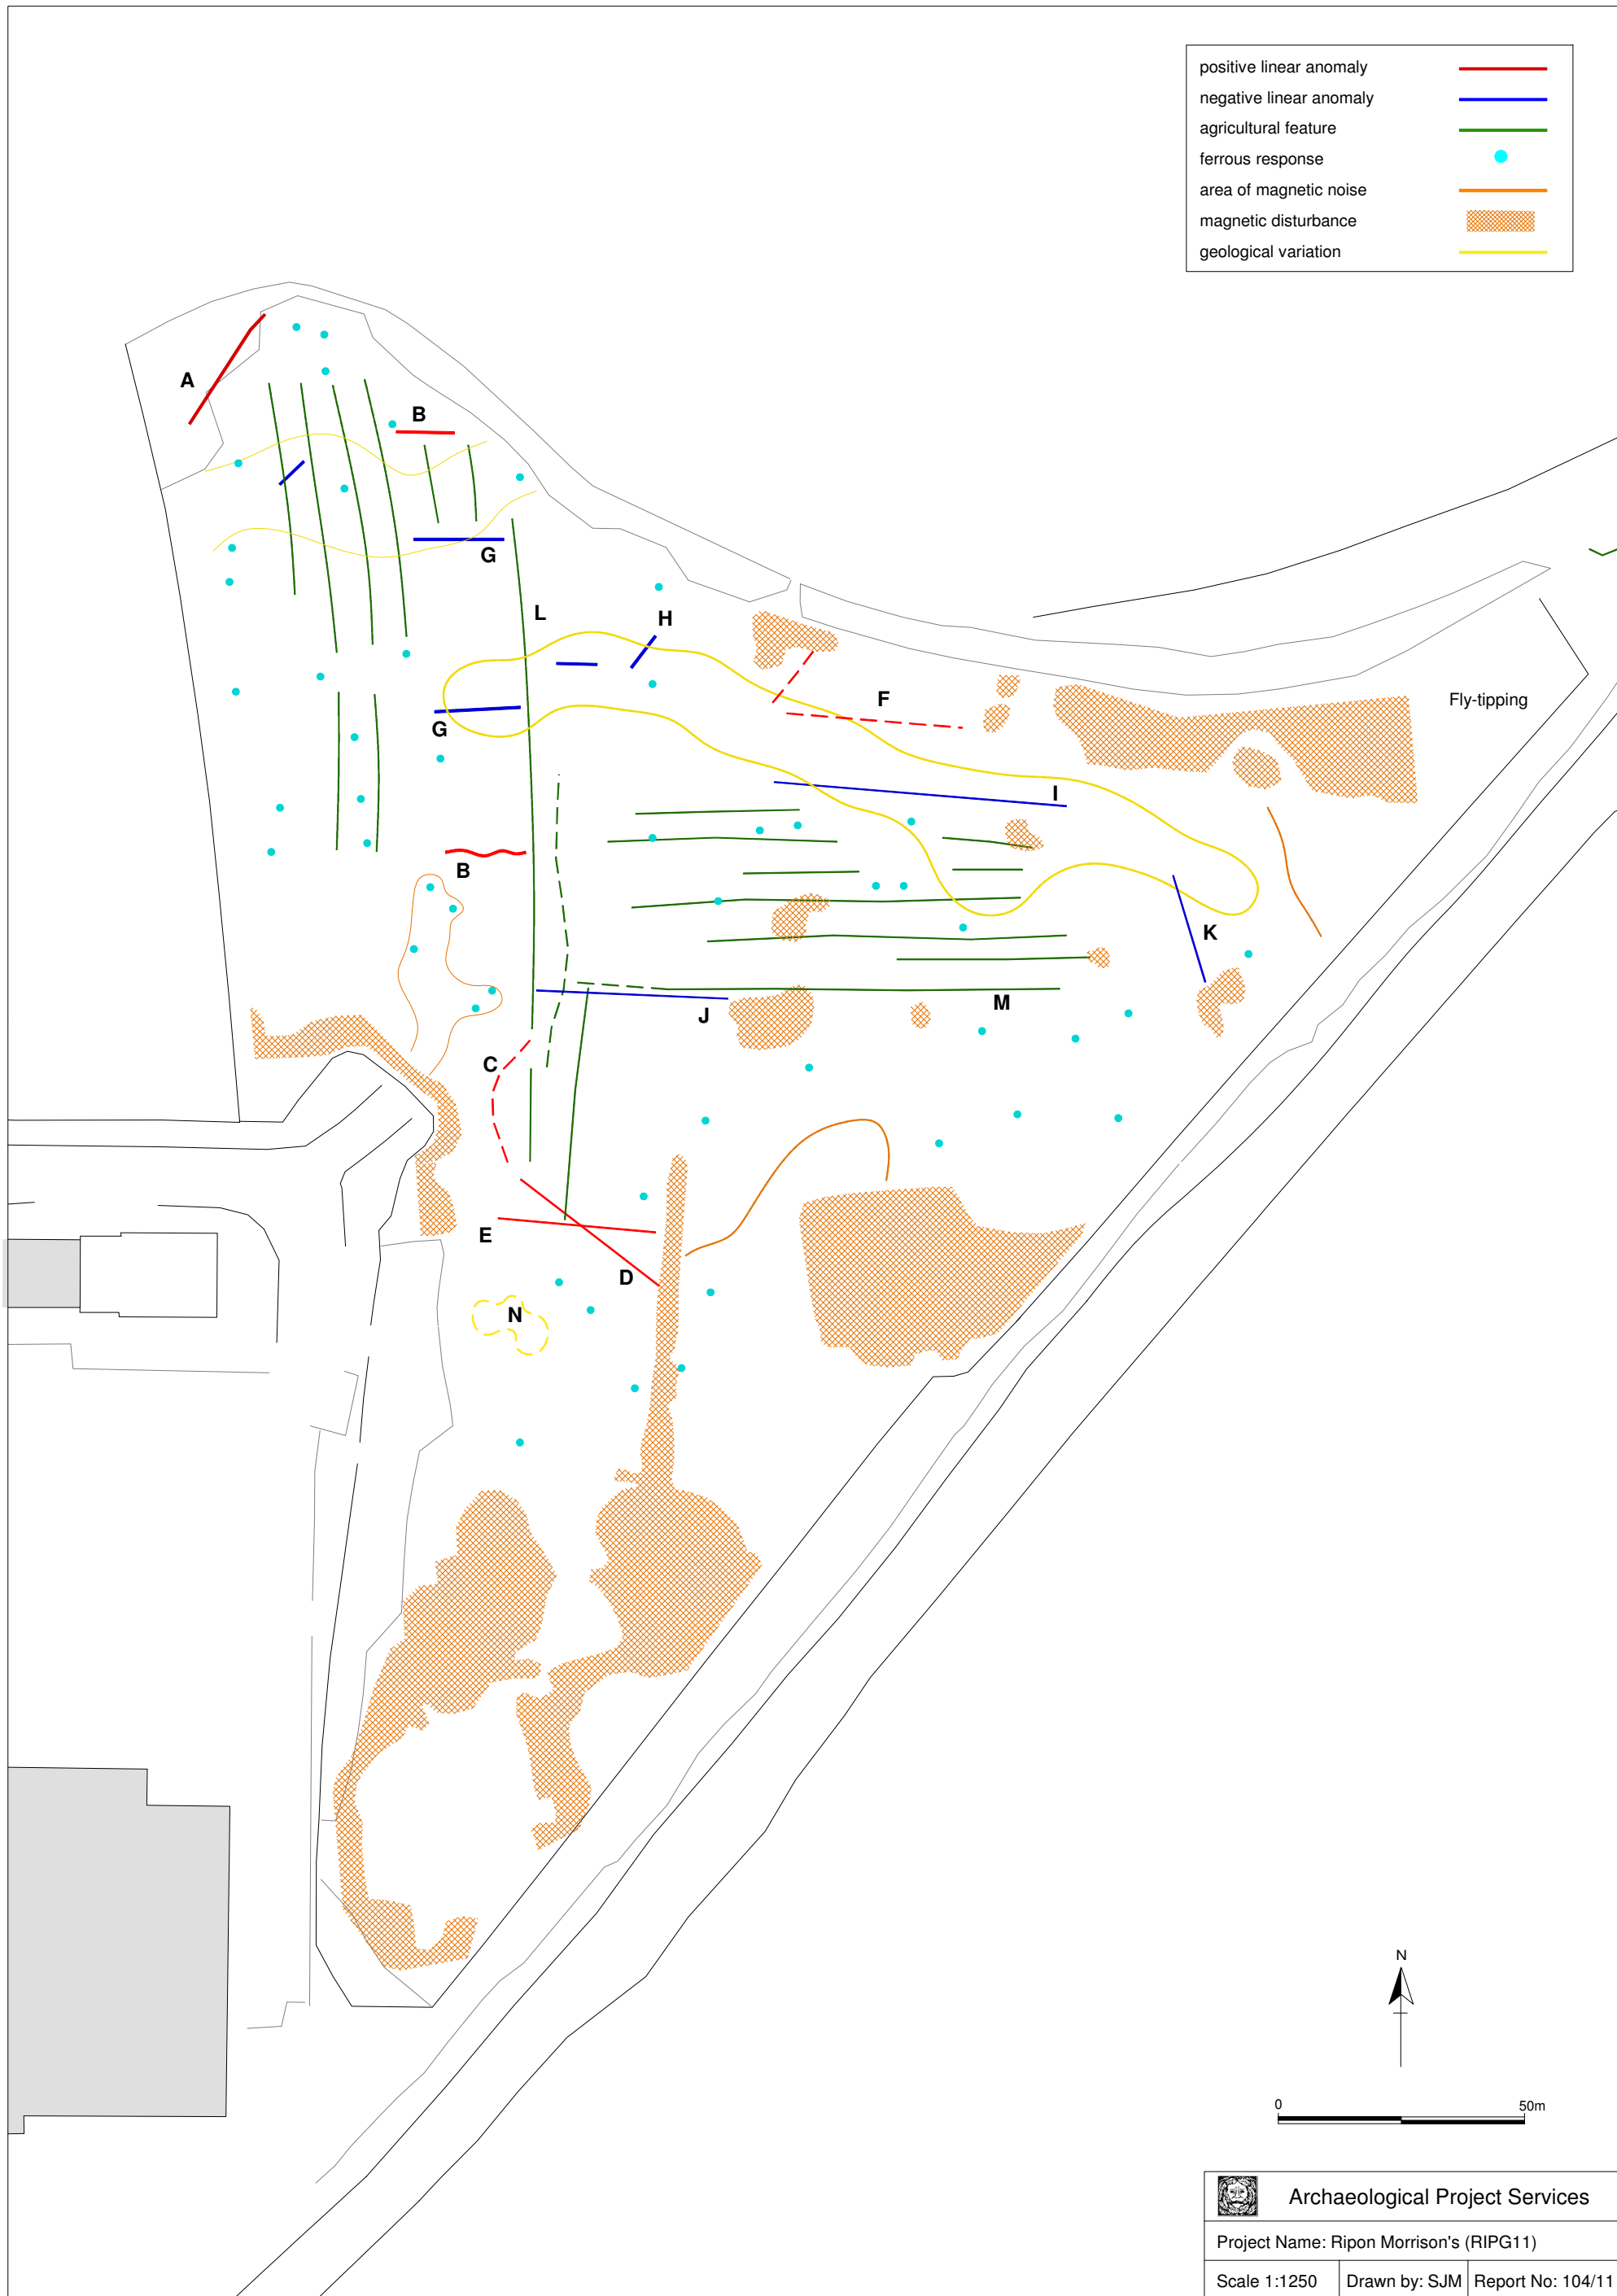 positive linear anomaly
negative linear anomaly
agricultural feature
ferrous response
area of magnetic noise
magnetic disturbance
geological variation
A
B
G
L
H
F
Fly-tipping
G
I
B
K
M
J
C
E
D
N
N
0 50m
Archaeological Project Services
Project Name: Ripon Morrison's (RIPG11)
Scale 1:1250 Drawn by: SJM Report No: 104/11